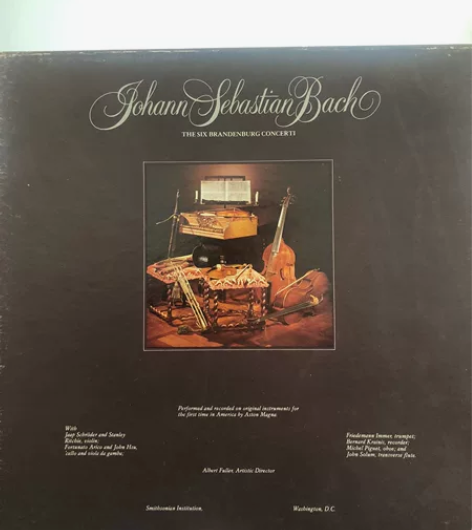 Johann Sebastian Bach
THE SIX BRANDENBURG CONCERTI
Performed and recorded on original instruments for
the first time in America by Aston Magna
With
Jaap Schröder and Stanley
Ritchie, violin;
Fortunato Arico and John Hsu,
'cello and viola da gamba;
Friedemann Immer, trumpet;
Bernard Krainis, recorder;
Michel Piguet, oboe; and
John Solum, transverse flute.
Albert Fuller, Artistic Director
Smithsonian Institution,
Washington, D.C.